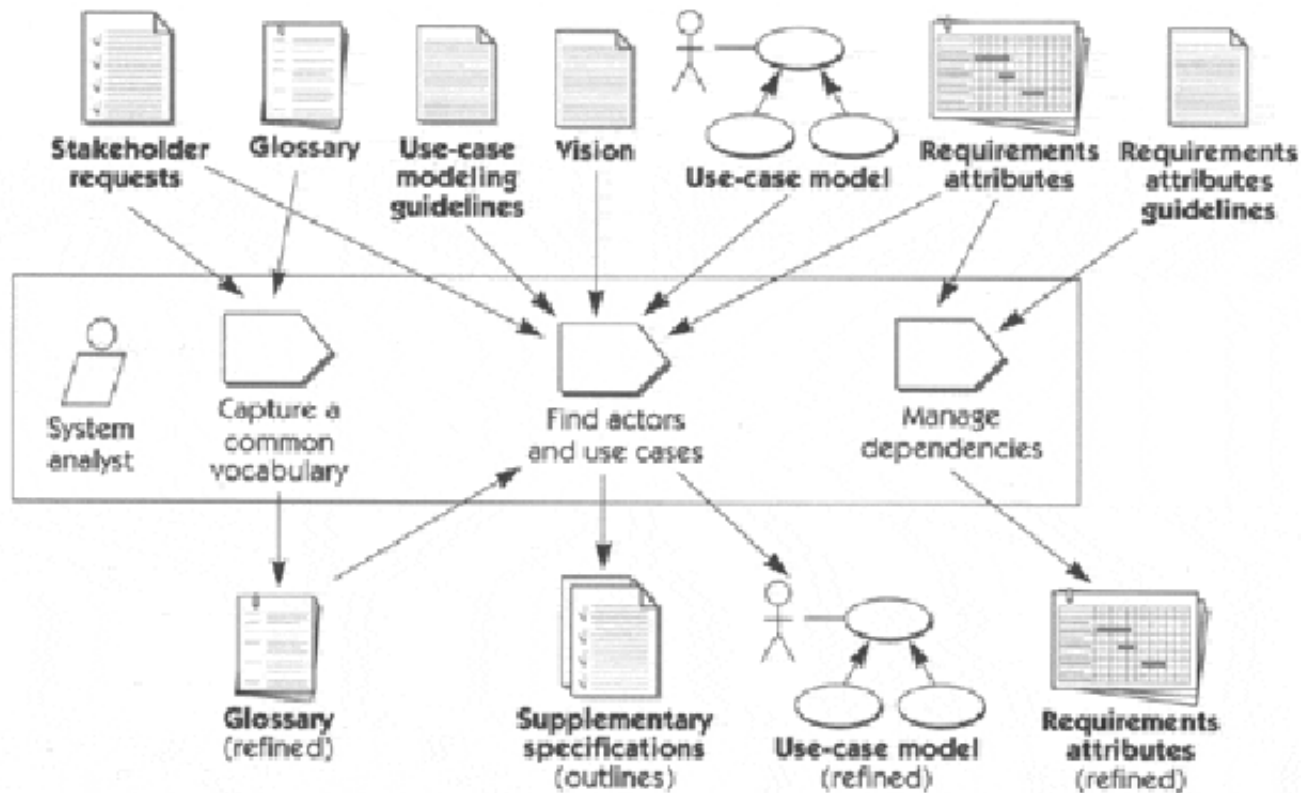 Stakeholder
requests
Glossary
Use-case
modeling
guidelines
Vision
Use-case model
Requirements
attributes
Requirements
attributes
guidelines
System
analyst
Capture a
common
vocabulary
Find actors
and use cases
Manage
dependencies
Glossary
(refined)
Supplementary
specifications
(outlines)
Use-case model
(refined)
Requirements
attributes
(refined)